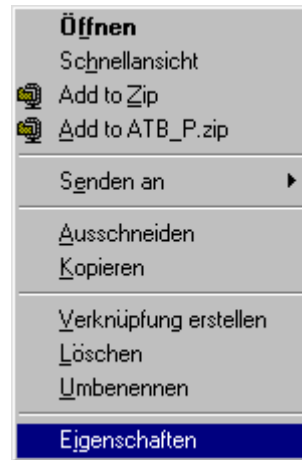 Öffnen
Schnellansicht
Add to Zip
Add to ATB_P.zip
Senden an
Ausschneiden
Kopieren
Verknüpfung erstellen
Löschen
Umbenennen
Eigenschaften